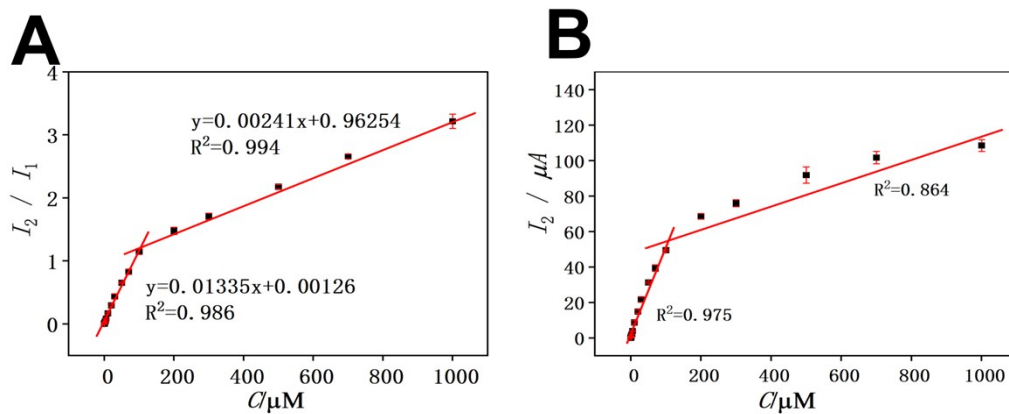 A
4
3
2
1
0
I2 / I1
y=0.00241x+0.96254
R²=0.994
y=0.01335x+0.00126
R²=0.986
0
200
400
600
800
1000
C/μM
B
140
120
100
80
60
40
20
0
I2 / μA
R²=0.864
R²=0.975
0
200
400
600
800
1000
C/μM